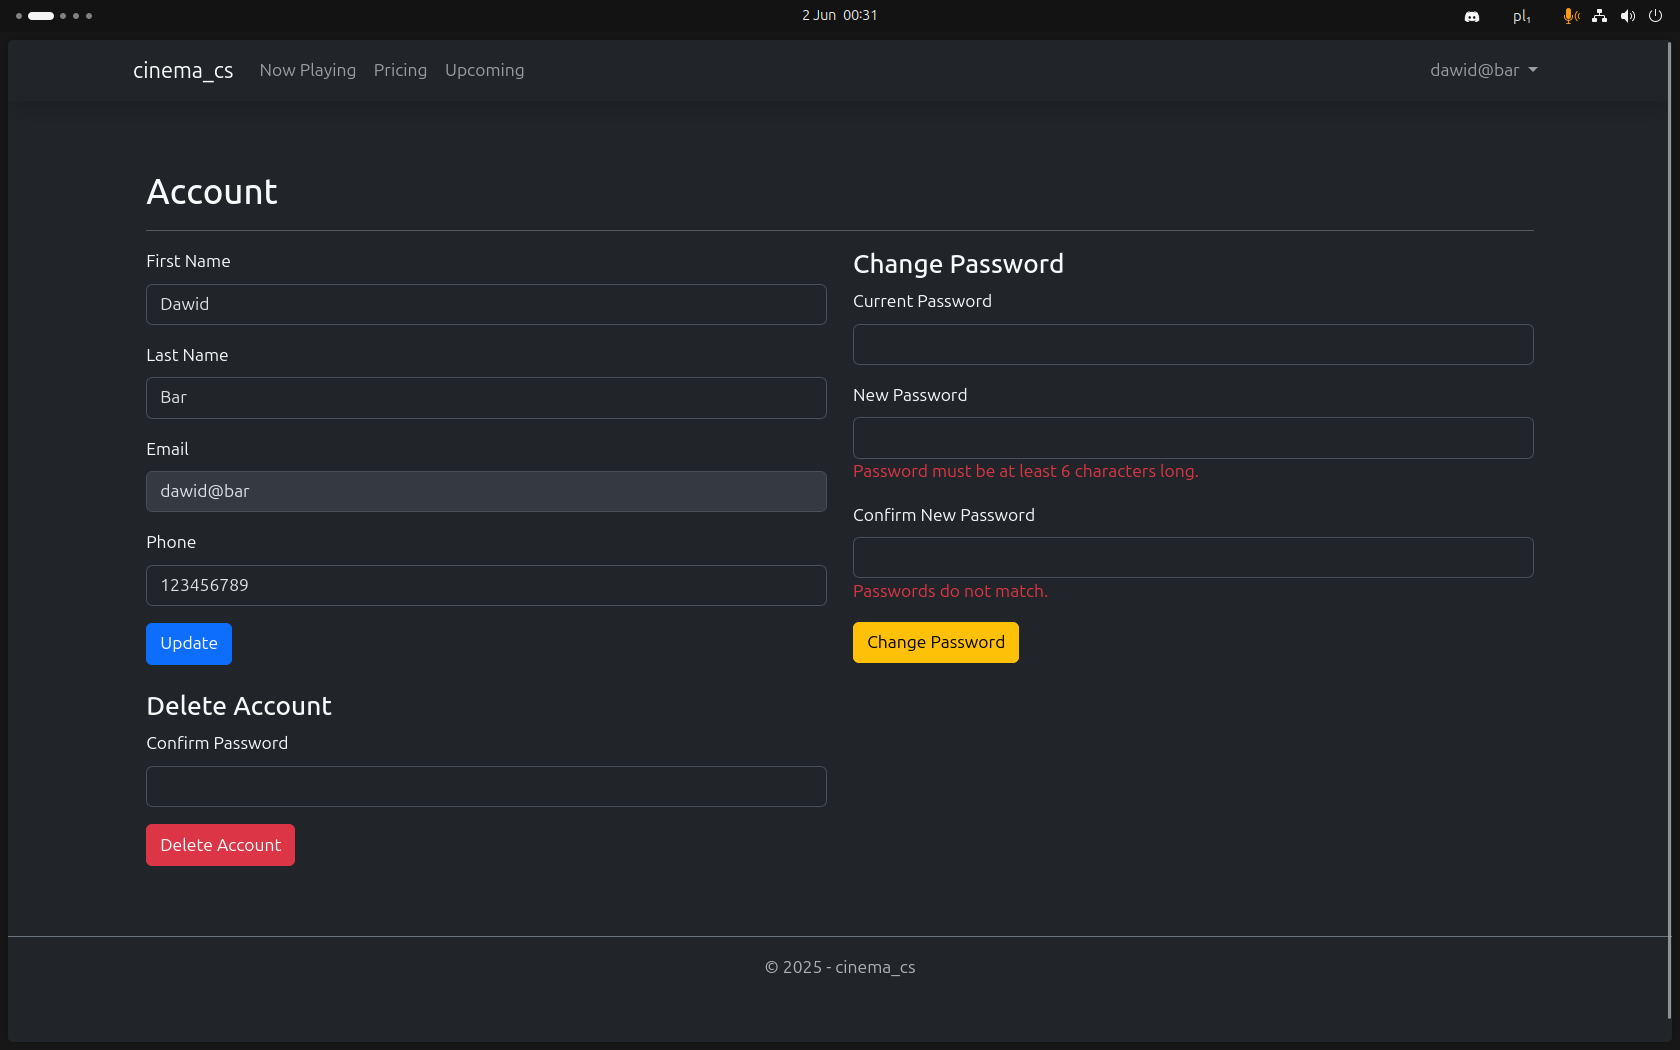 2 Jun 00:31
pl₁
cinema_cs Now Playing Pricing Upcoming dawid@bar
Account
First Name
Dawid
Last Name
Bar
Email
dawid@bar
Phone
123456789
Update
Delete Account
Confirm Password
Delete Account
Change Password
Current Password
New Password
Password must be at least 6 characters long.
Confirm New Password
Passwords do not match.
Change Password
© 2025 - cinema_cs